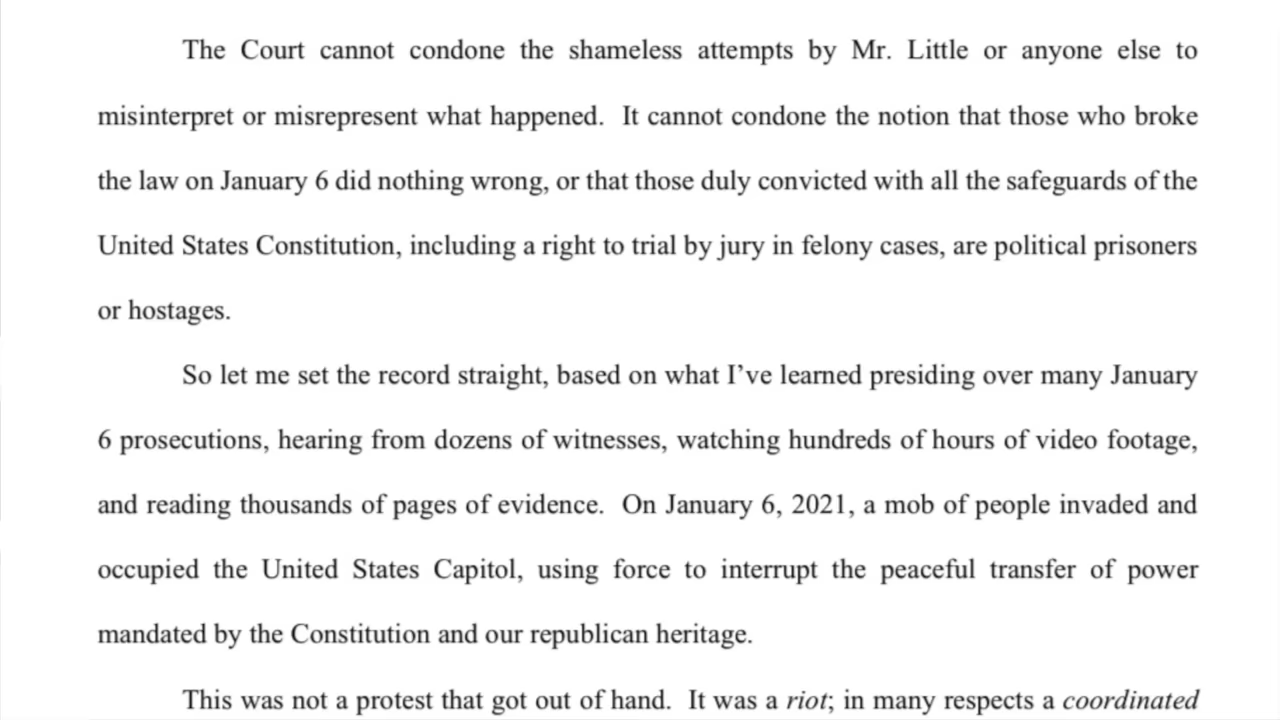 The Court cannot condone the shameless attempts by Mr. Little or anyone else to
misinterpret or misrepresent what happened. It cannot condone the notion that those who broke
the law on January 6 did nothing wrong, or that those duly convicted with all the safeguards of the
United States Constitution, including a right to trial by jury in felony cases, are political prisoners
or hostages.
So let me set the record straight, based on what I’ve learned presiding over many January
6 prosecutions, hearing from dozens of witnesses, watching hundreds of hours of video footage,
and reading thousands of pages of evidence. On January 6, 2021, a mob of people invaded and
occupied the United States Capitol, using force to interrupt the peaceful transfer of power
mandated by the Constitution and our republican heritage.
This was not a protest that got out of hand. It was a riot; in many respects a coordinated